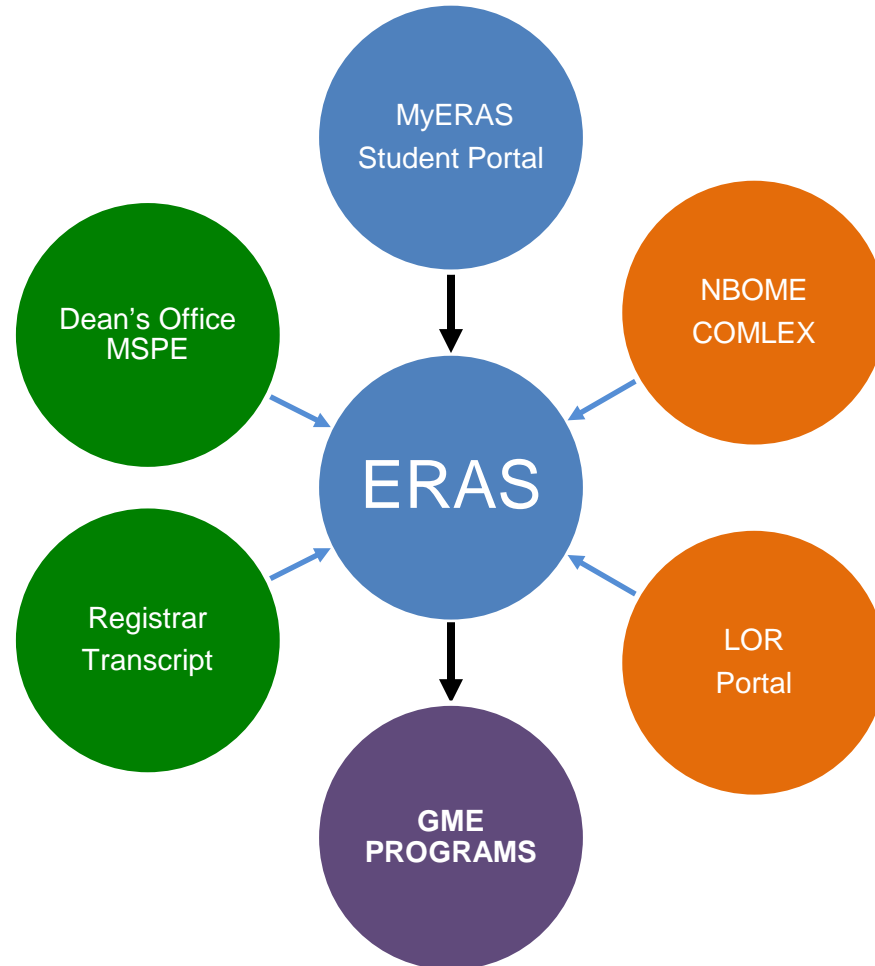 MyERAS
Student Portal
NBOME
COMLEX
Dean’s Office
MSPE
ERAS
Registrar
Transcript
LOR
Portal
GME
PROGRAMS